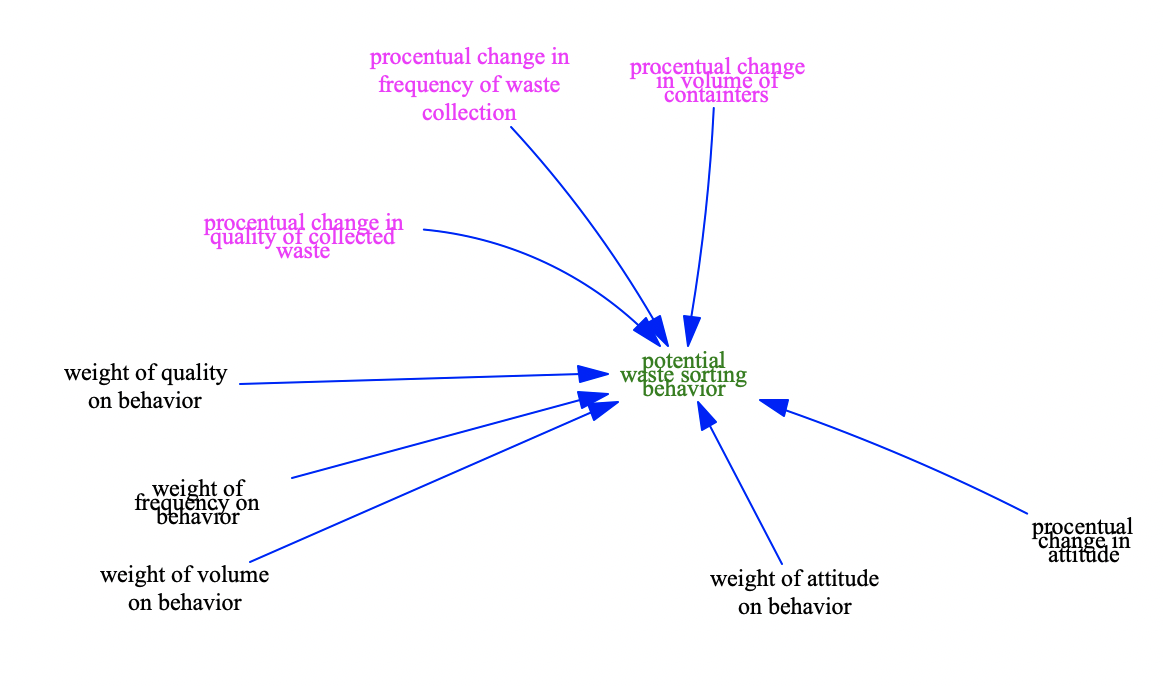 procentual change in
frequency of waste
collection
procentual change
in volume of
containters
procentual change in
quality of collected
waste
potential
waste sorting
behavior
weight of quality
on behavior
weight of
frequency on
behavior
weight of volume
on behavior
weight of attitude
on behavior
procentual
change in
attitude